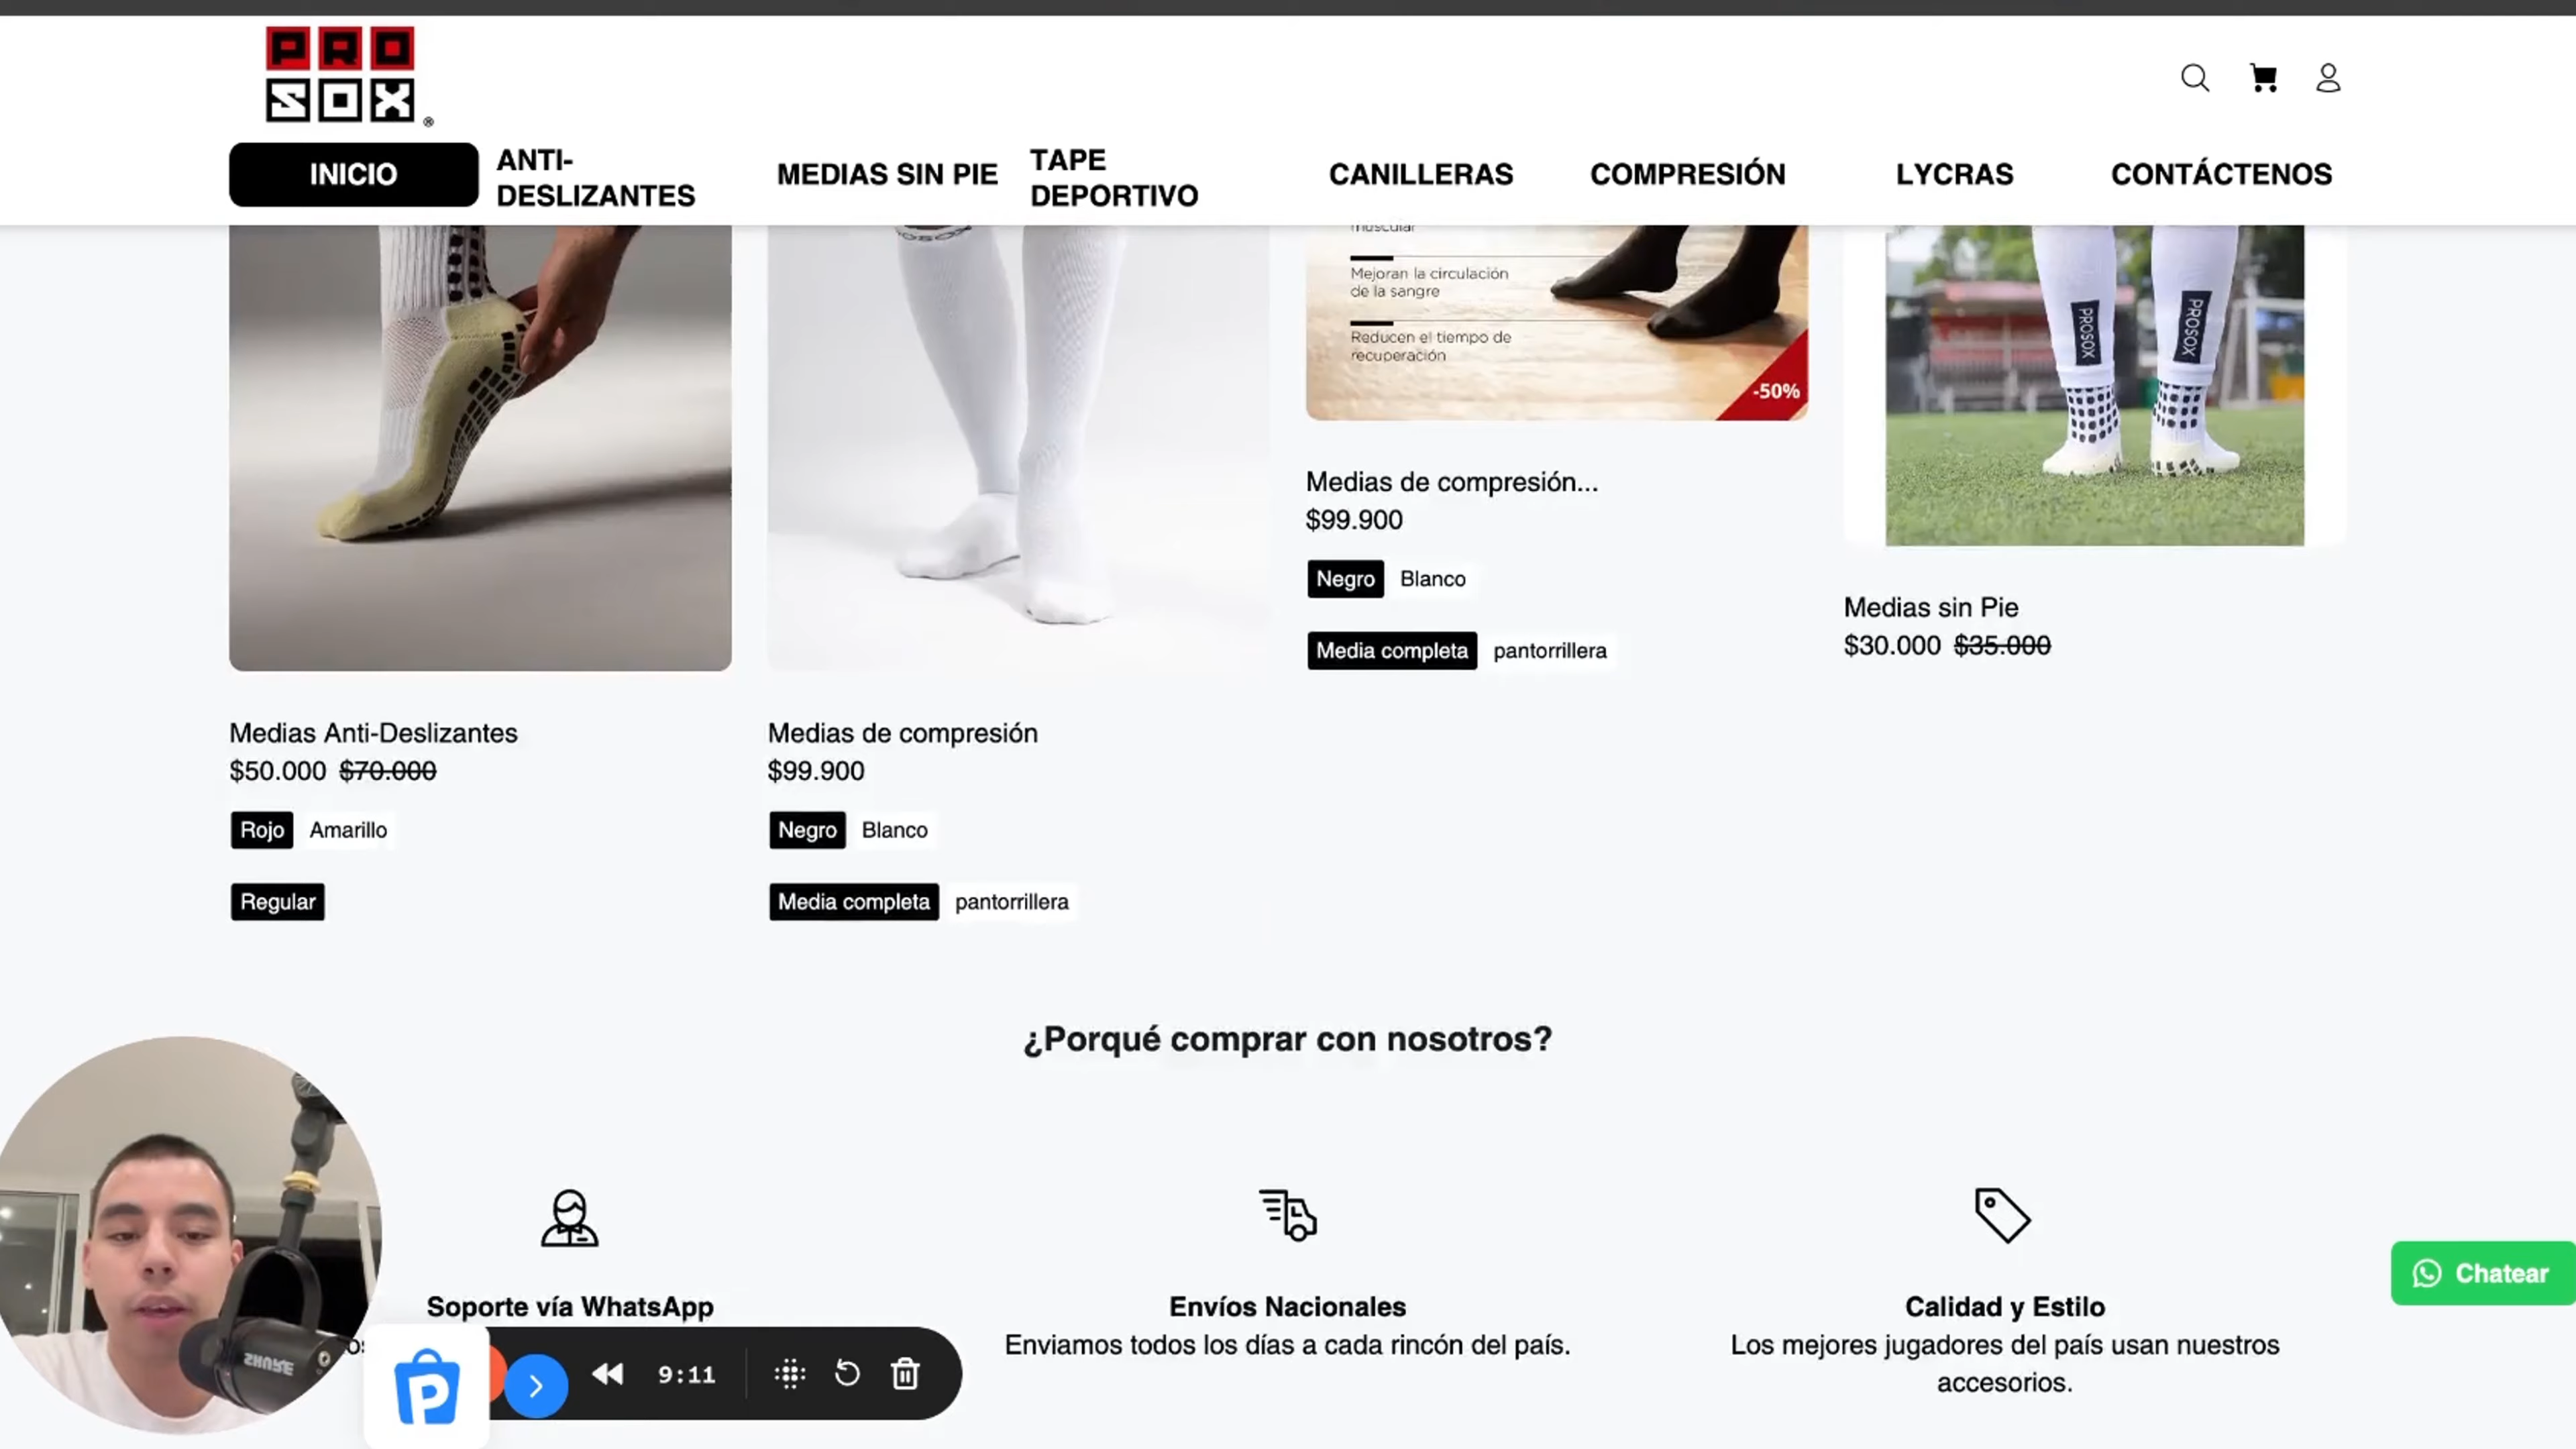 PRO
SOX®
INICIO
ANTI-
DESLIZANTES
MEDIAS SIN PIE
TAPE
DEPORTIVO
CANILLERAS
COMPRESIÓN
LYCRAS
CONTÁCTENOS
PROSOX
muscular
Mejoran la circulación
de la sangre
Reducen el tiempo de
recuperación
-50%
PROSOX
PROSOX
Medias Anti-Deslizantes
$50.000 $70.000
Rojo Amarillo
Regular
Medias de compresión
$99.900
Negro Blanco
Media completa pantorrillera
Medias de compresión...
$99.900
Negro Blanco
Media completa pantorrillera
Medias sin Pie
$30.000 $35.000
¿Porqué comprar con nosotros?
Soporte vía WhatsApp
Envíos Nacionales
Enviamos todos los días a cada rincón del país.
Calidad y Estilo
Los mejores jugadores del país usan nuestros
accesorios.
Chatear
SHURE
9:11